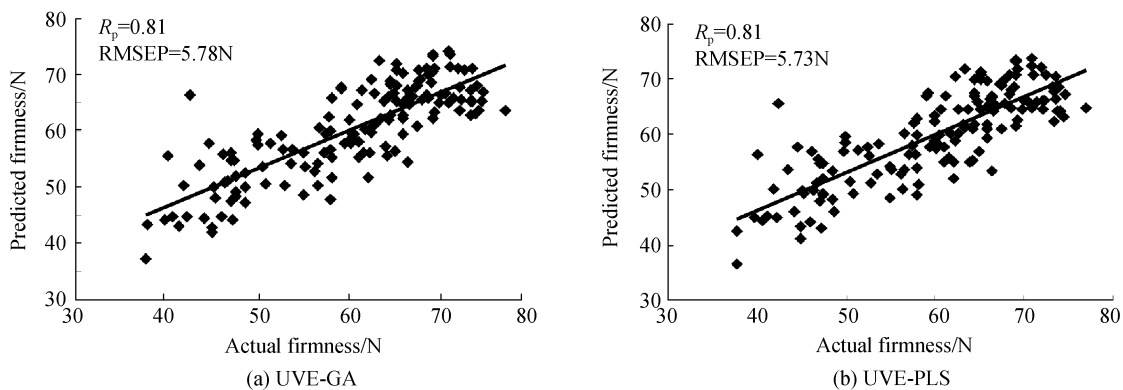 Rp=0.81
RMSEP=5.78N
80
70
60
50
40
30
Predicted firmness/N
30 40 50 60 70 80
Actual firmness/N
(a) UVE-GA
Rp=0.81
RMSEP=5.73N
80
70
60
50
40
30
Predicted firmness/N
30 40 50 60 70 80
Actual firmness/N
(b) UVE-PLS